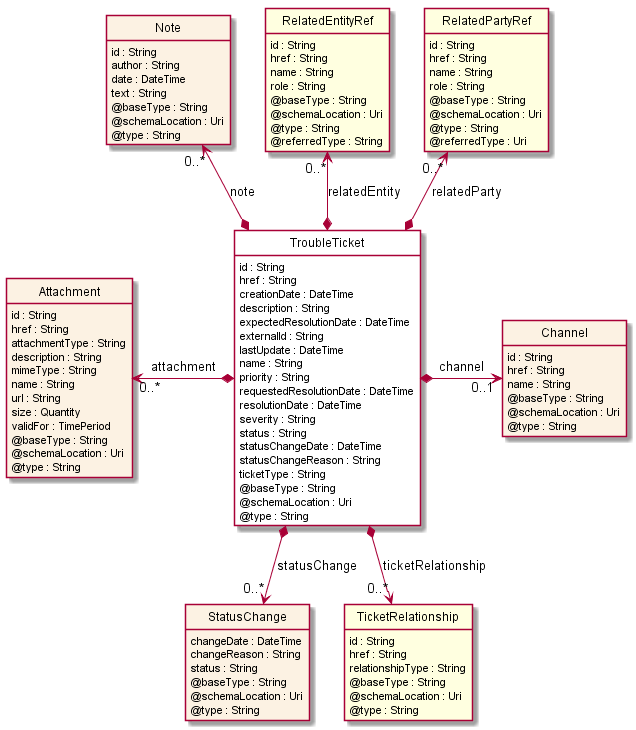 Note
id : String
author : String
date : DateTime
text : String
@baseType : String
@schemaLocation : Uri
@type : String
RelatedEntityRef
id : String
href : String
name : String
role : String
@baseType : String
@schemaLocation : Uri
@type : String
@referredType : String
RelatedPartyRef
id : String
href : String
name : String
role : String
@baseType : String
@schemaLocation : Uri
@type : String
@referredType : Uri
0..*
note
0..*
relatedEntity
0..*
relatedParty
TroubleTicket
id : String
href : String
creationDate : DateTime
description : String
expectedResolutionDate : DateTime
externalId : String
lastUpdate : DateTime
name : String
priority : String
requestedResolutionDate : DateTime
resolutionDate : DateTime
severity : String
status : String
statusChangeDate : DateTime
statusChangeReason : String
ticketType : String
@baseType : String
@schemaLocation : Uri
@type : String
Attachment
id : String
href : String
attachmentType : String
description : String
mimeType : String
name : String
url : String
size : Quantity
validFor : TimePeriod
@baseType : String
@schemaLocation : Uri
@type : String
attachment
0..*
channel
0..1
Channel
id : String
href : String
name : String
@baseType : String
@schemaLocation : Uri
@type : String
statusChange
0..*
ticketRelationship
0..*
StatusChange
changeDate : DateTime
changeReason : String
status : String
@baseType : String
@schemaLocation : Uri
@type : String
TicketRelationship
id : String
href : String
relationshipType : String
@baseType : String
@schemaLocation : Uri
@type : String